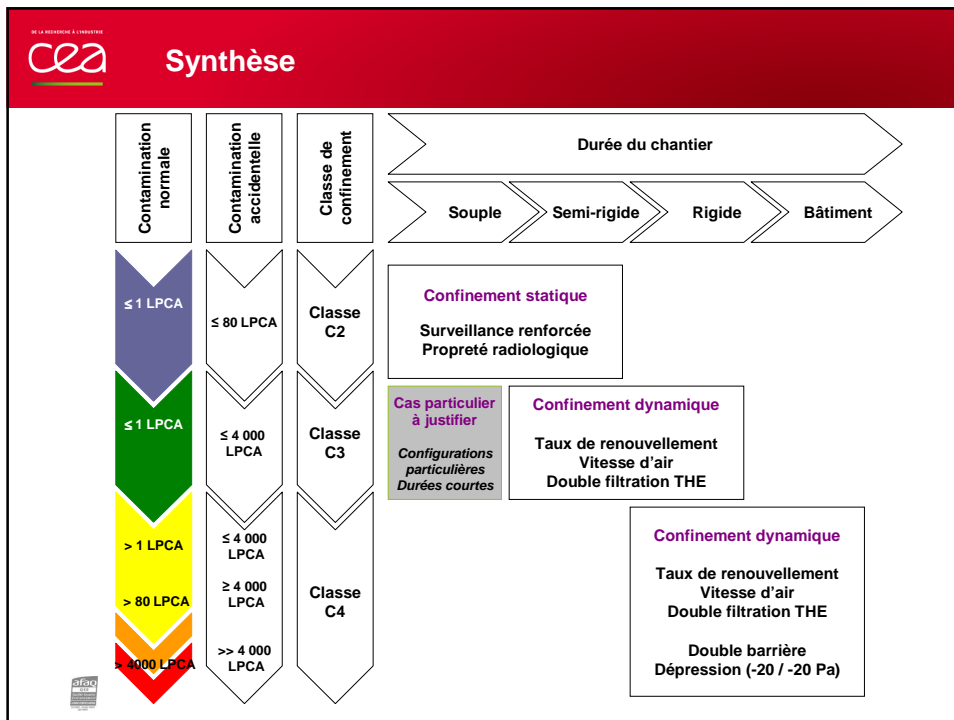 DE LA RECHERCHE À L'INDUSTRIE
cea
Synthèse
Contamination
normale
Contamination
accidentelle
Classe de
confinement
Durée du chantier
Souple
Semi-rigide
Rigide
Bâtiment
≤ 1 LPCA
≤ 80 LPCA
Classe
C2
Confinement statique
Surveillance renforcée
Propreté radiologique
≤ 1 LPCA
≤ 4 000
LPCA
Classe
C3
Cas particulier
à justifier
Configurations
particulières
Durées courtes
Confinement dynamique
Taux de renouvellement
Vitesse d'air
Double filtration THE
> 1 LPCA
≤ 4 000
LPCA
> 80 LPCA
≥ 4 000
LPCA
Classe
C4
> 4000 LPCA
>> 4 000
LPCA
Confinement dynamique
Taux de renouvellement
Vitesse d'air
Double filtration THE
Double barrière
Dépression (-20 / -20 Pa)
afaq